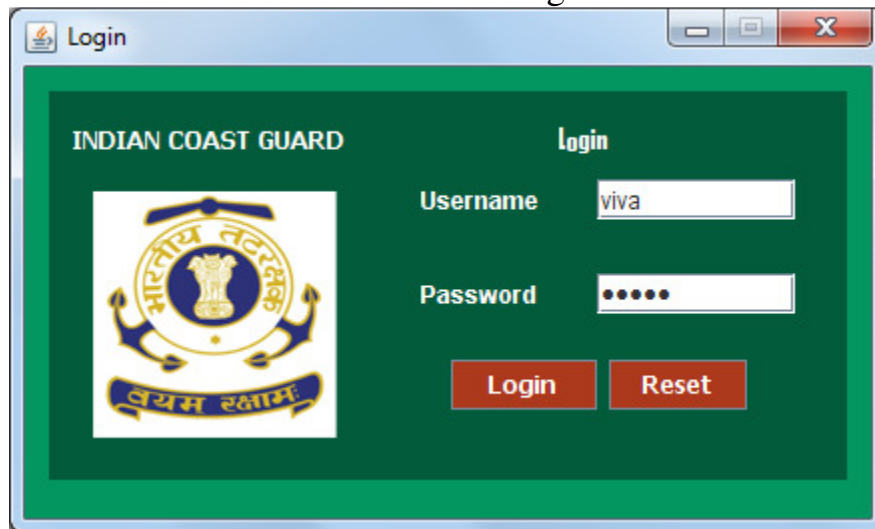 Login
INDIAN COAST GUARD
भारतीय तटरक्षक
वयम रक्षामः
Login
Username viva
Password •••••
Login Reset